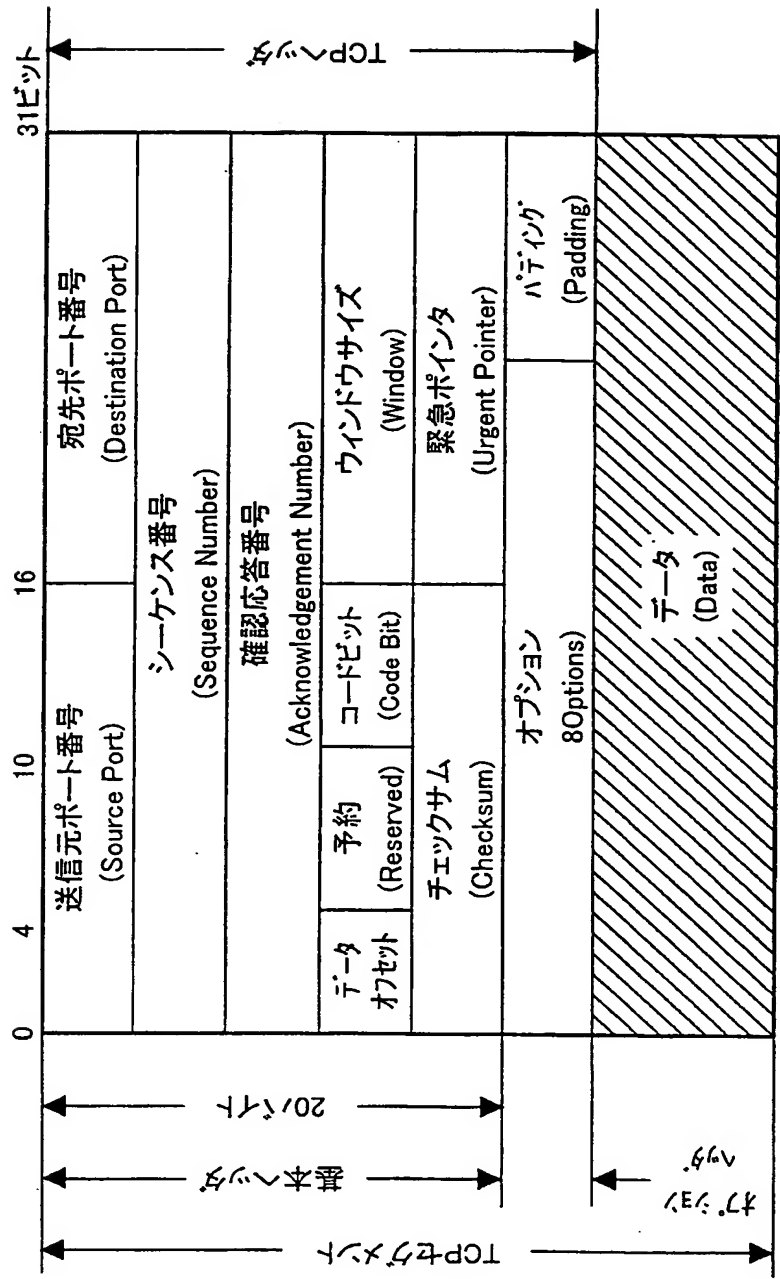 0
4
10
16
31ビット
送信元ポート番号
(Source Port)
宛先ポート番号
(Destination Port)
シーケンス番号
(Sequence Number)
確認応答番号
(Acknowledgement Number)
データ
オフセット
予約
(Reserved)
コードビット
(Code Bit)
ウィンドウサイズ
(Window)
チェックサム
(Checksum)
緊急ポインタ
(Urgent Pointer)
オプション
8Options)
パディング
(Padding)
データ
(Data)
TCPヘッダ
20バイト
基本ヘッダ
オプション
ヘッダ
TCPセグメント